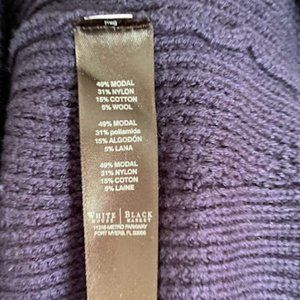 49% MODAL
31% NYLON
15% COTTON
5% WOOL
49% MODAL
31% poliamida
15% ALGODÓN
5% LANA
49% MODAL
31% NYLON
15% COTON
5% LAINE
WHITE | BLACK
HOUSE | MARKET
11215 METRO PARKWAY
FORT MYERS, FL 33966